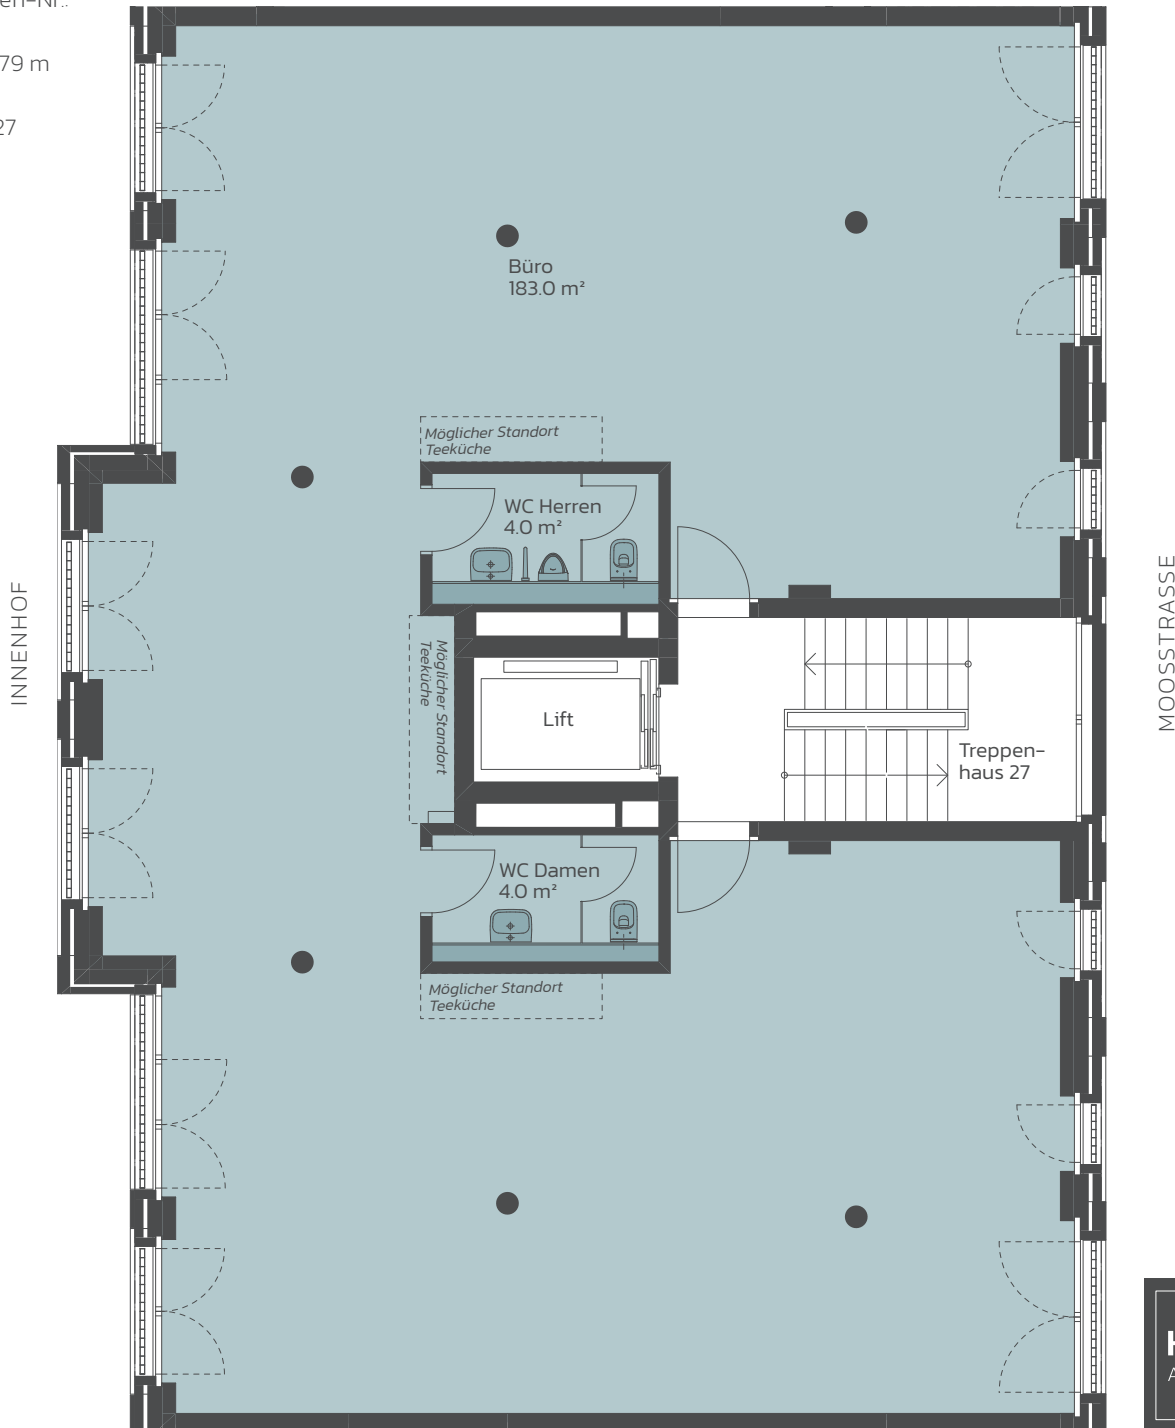 79 m
27
Büro
183.0 m²
Möglicher Standort
Teeküche
WC Herren
4.0 m²
INNENHOF
MOOSSTRASSE
Möglicher Standort
Teeküche
Lift
Treppen-
haus 27
WC Damen
4.0 m²
Möglicher Standort
Teeküche